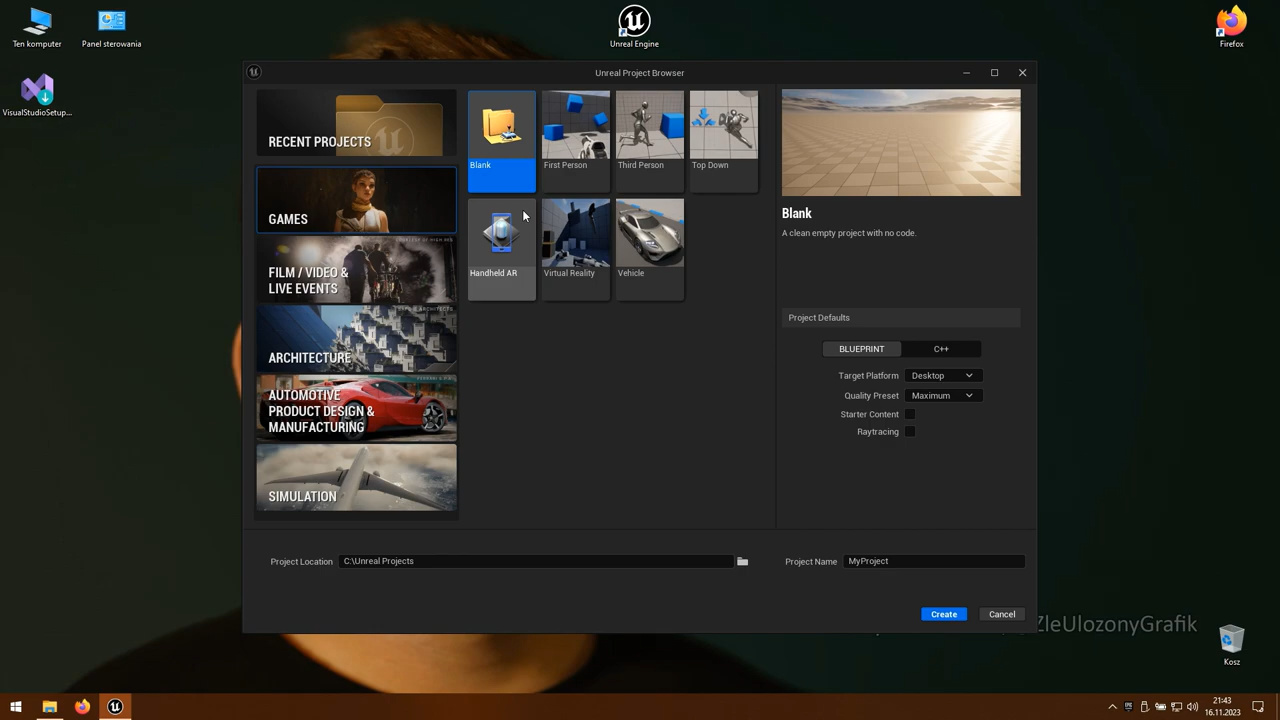 Ten komputer
Panel sterowania
Unreal Engine
Firefox
VisualStudioSetup...
Unreal Project Browser
RECENT PROJECTS
GAMES
FILM / VIDEO &
LIVE EVENTS
ARCHITECTURE
AUTOMOTIVE
PRODUCT DESIGN &
MANUFACTURING
SIMULATION
Blank
First Person
Third Person
Top Down
Handheld AR
Virtual Reality
Vehicle
Blank
A clean empty project with no code.
Project Defaults
BLUEPRINT
C++
Target Platform
Desktop
Quality Preset
Maximum
Starter Content
Raytracing
Project Location
C:\Unreal Projects
Project Name
MyProject
Create
Cancel
ZleUlozonyGrafik
Kosz
21:43
16.11.2023